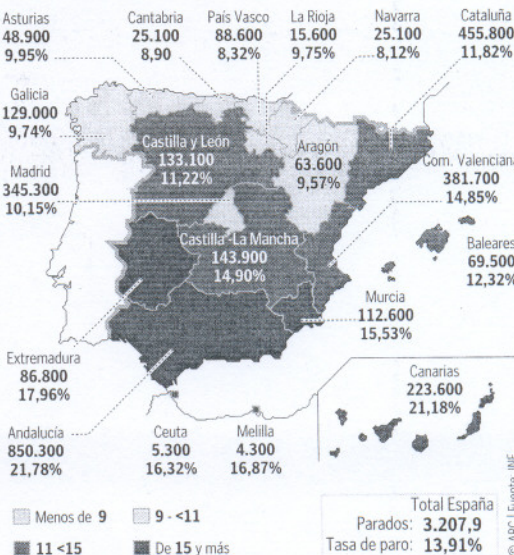 Asturias
48.900
9,95%
Cantabria
25.100
8,90
País Vasco
88.600
8,32%
La Rioja
15.600
9,75%
Navarra
25.100
8,12%
Cataluña
455.800
11,82%
Galicia
129.000
9,74%
Castilla y León
133.100
11,22%
Aragón
63.600
9,57%
Madrid
345.300
10,15%
Com. Valenciana
381.700
14,85%
Castilla-La Mancha
143.900
14,90%
Baleares
69.500
12,32%
Murcia
112.600
15,53%
Extremadura
86.800
17,96%
Canarias
223.600
21,18%
Andalucía
850.300
21,78%
Ceuta
5.300
16,32%
Melilla
4.300
16,87%
Menos de 9
9 - <11
11 <15
De 15 y más
Total España
Parados: 3.207,9
Tasa de paro: 13,91%
© ABC | Fuente: INE